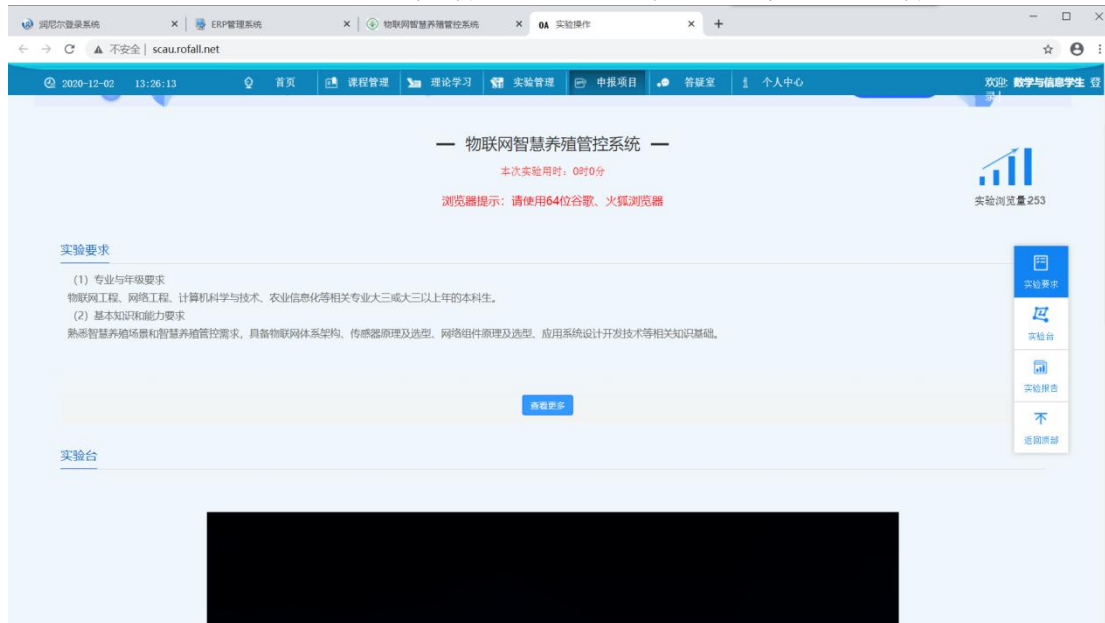 润尼尔登录系统
ERP管理系统
物联网智慧养殖管控系统
OA 实验操作
不安全 | scau.rofall.net
2020-12-02 13:26:13 首页 课程管理 理论学习 实验管理 申报项目 答疑室 个人中心 欢迎: 数学与信息学生 登
录!
物联网智慧养殖管控系统
本次实验用时：0时0分
浏览器提示：请使用64位谷歌、火狐浏览器
实验浏览量253
实验要求
(1) 专业与年级要求
物联网工程、网络工程、计算机科学与技术、农业信息化等相关专业大三或大三以上年的本科生。
(2) 基本知识和能力要求
熟悉智慧养殖场景和智慧养殖管控需求，具备物联网体系架构、传感器原理及选型、网络组件原理及选型、应用系统设计开发技术等相关知识基础。
查看更多
实验台
实验要求
实验台
实验报告
返回顶部